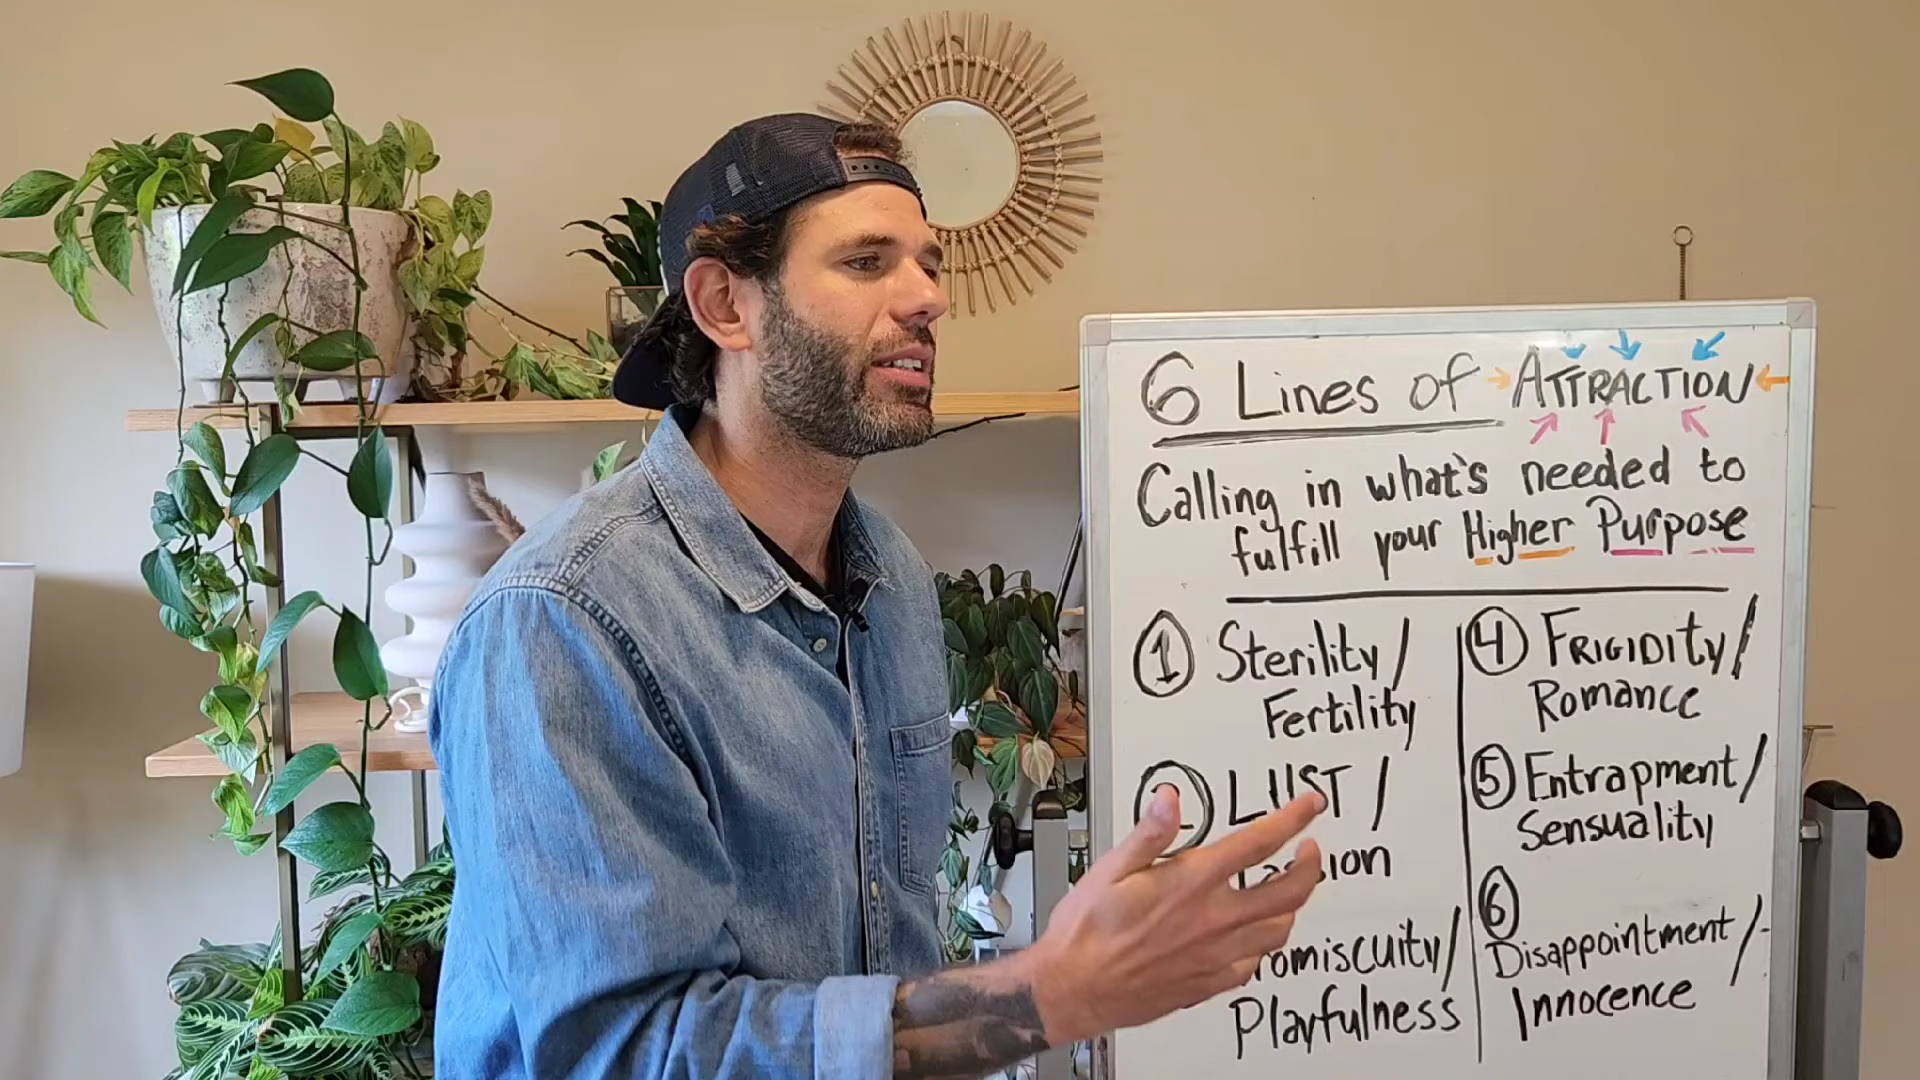 6 Lines of ATTRACTION
Calling in what's needed to
fulfill your Higher Purpose
1 Sterility/
Fertility
LUST /
4 FRIGIDITY/
Romance
5 Entrapment/
Sensuality
6
Disappointment/
Innocence
Playfulness